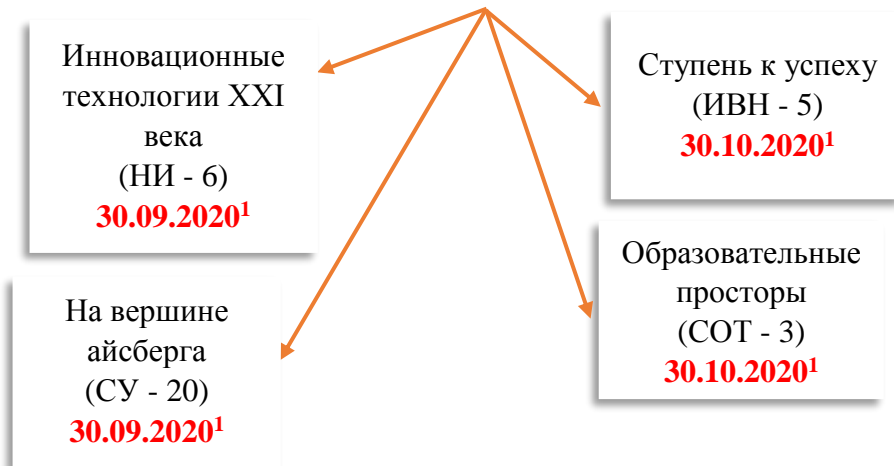 Инновационные
технологии XXI
века
(НИ - 6)
30.09.2020¹
Ступень к успеху
(ИВН - 5)
30.10.2020¹
На вершине
айсберга
(СУ - 20)
30.09.2020¹
Образовательные
просторы
(СОТ - 3)
30.10.2020¹